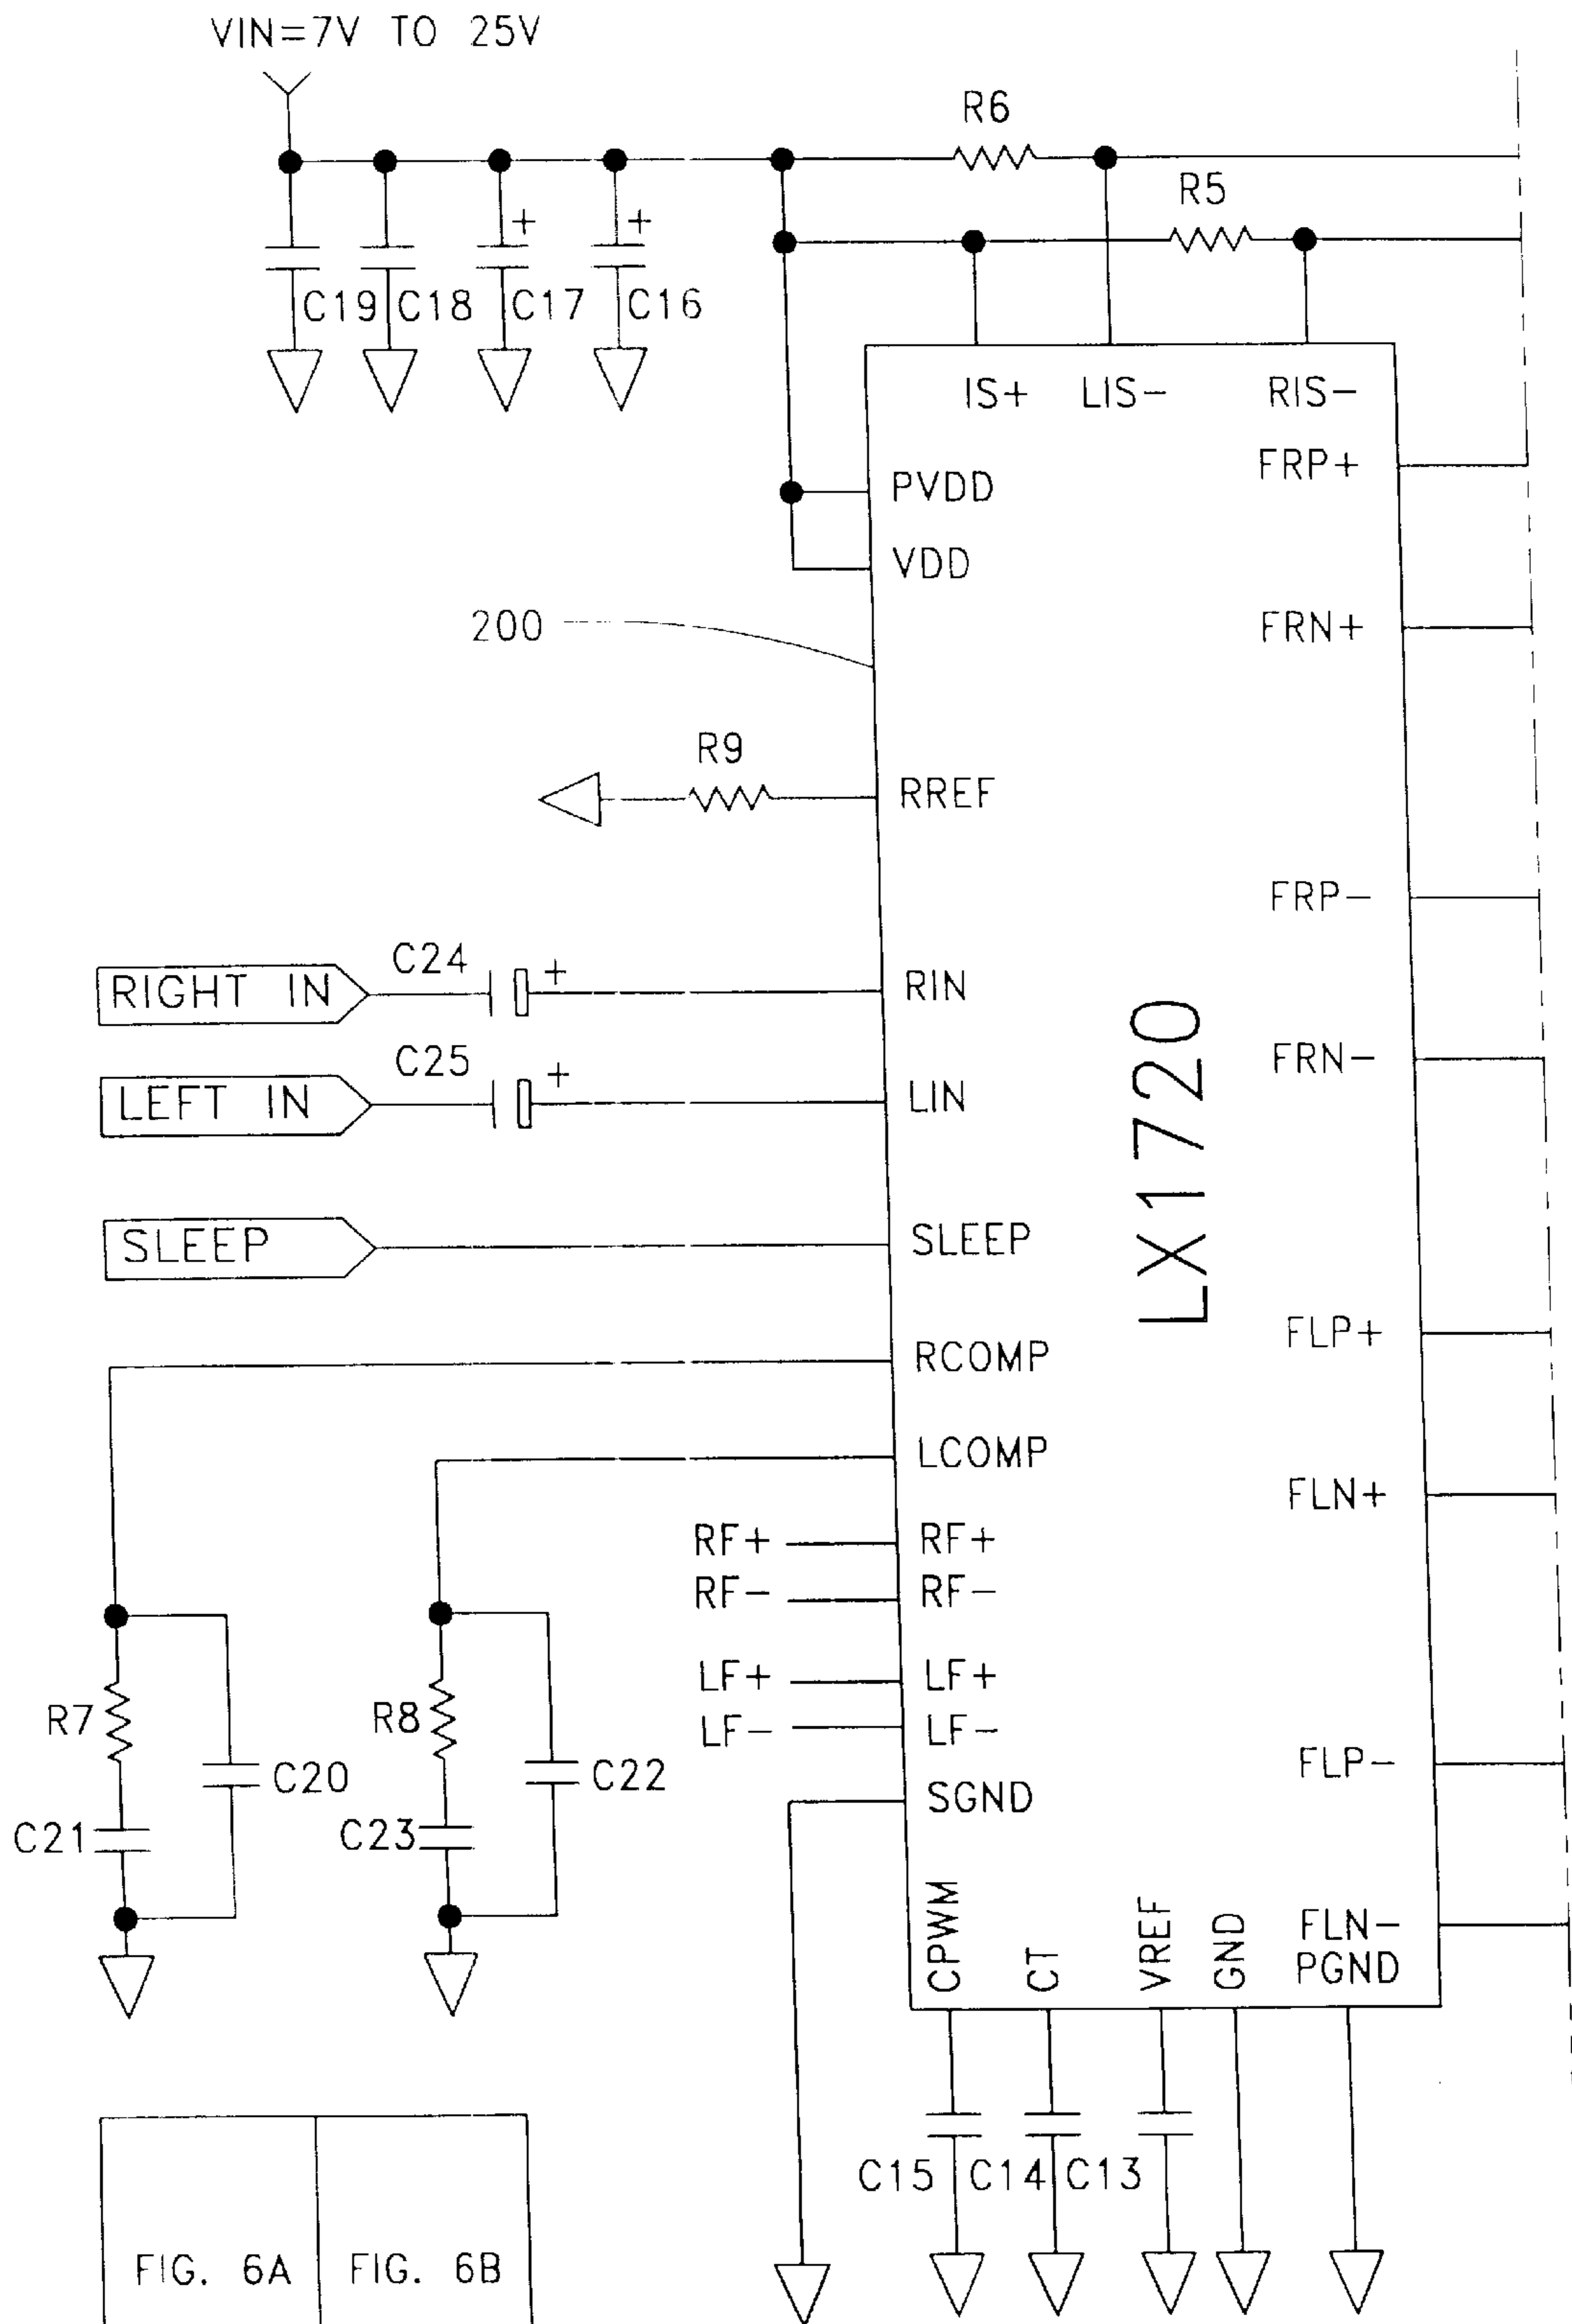 VIN=7V TO 25V
R6
R5
C19
C18
C17
C16
IS+
LIS-
RIS-
PVDD
FRP+
VDD
200
FRN+
R9
RREF
FRP-
C24
+
RIGHT IN
RIN
LX1720
FRN-
C25
+
LEFT IN
LIN
SLEEP
SLEEP
FLP+
RCOMP
LCOMP
FLN+
RF+
RF+
RF-
RF-
LF+
LF+
LF-
LF-
R7
R8
C20
C22
FLP-
SGND
C21
C23
CPWM
CT
VREF
GND
FLN-
PGND
C15
C14
C13
FIG. 6A
FIG. 6B
+
+